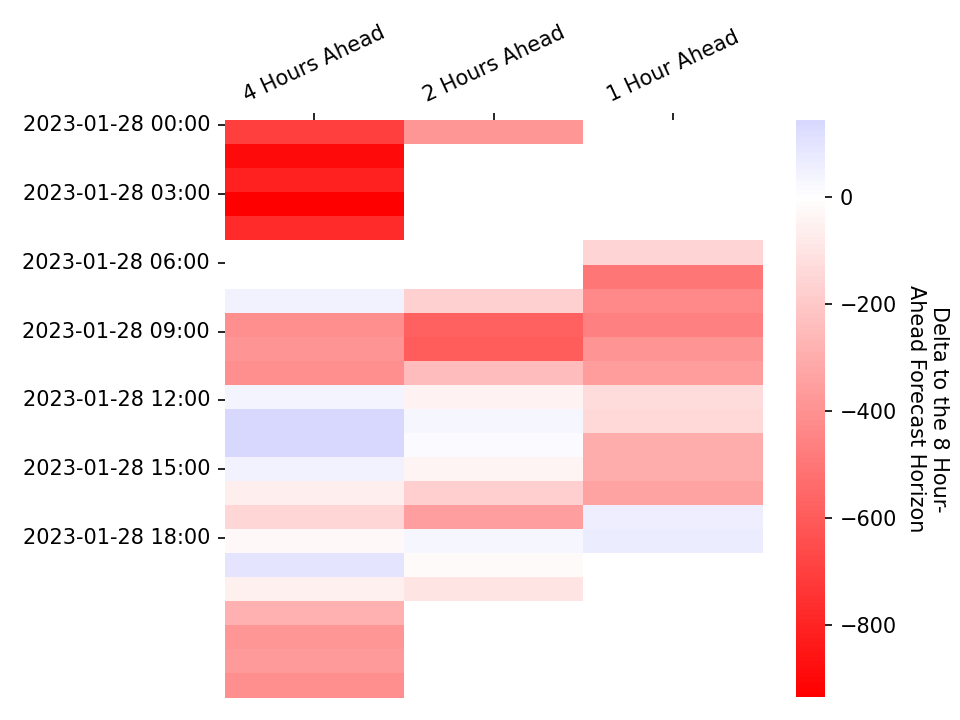 4 Hours Ahead
2 Hours Ahead
1 Hour Ahead
2023-01-28 00:00
2023-01-28 03:00
2023-01-28 06:00
2023-01-28 09:00
2023-01-28 12:00
2023-01-28 15:00
2023-01-28 18:00
0
−200
−400
−600
−800
Delta to the 8 Hour-
Ahead Forecast Horizon